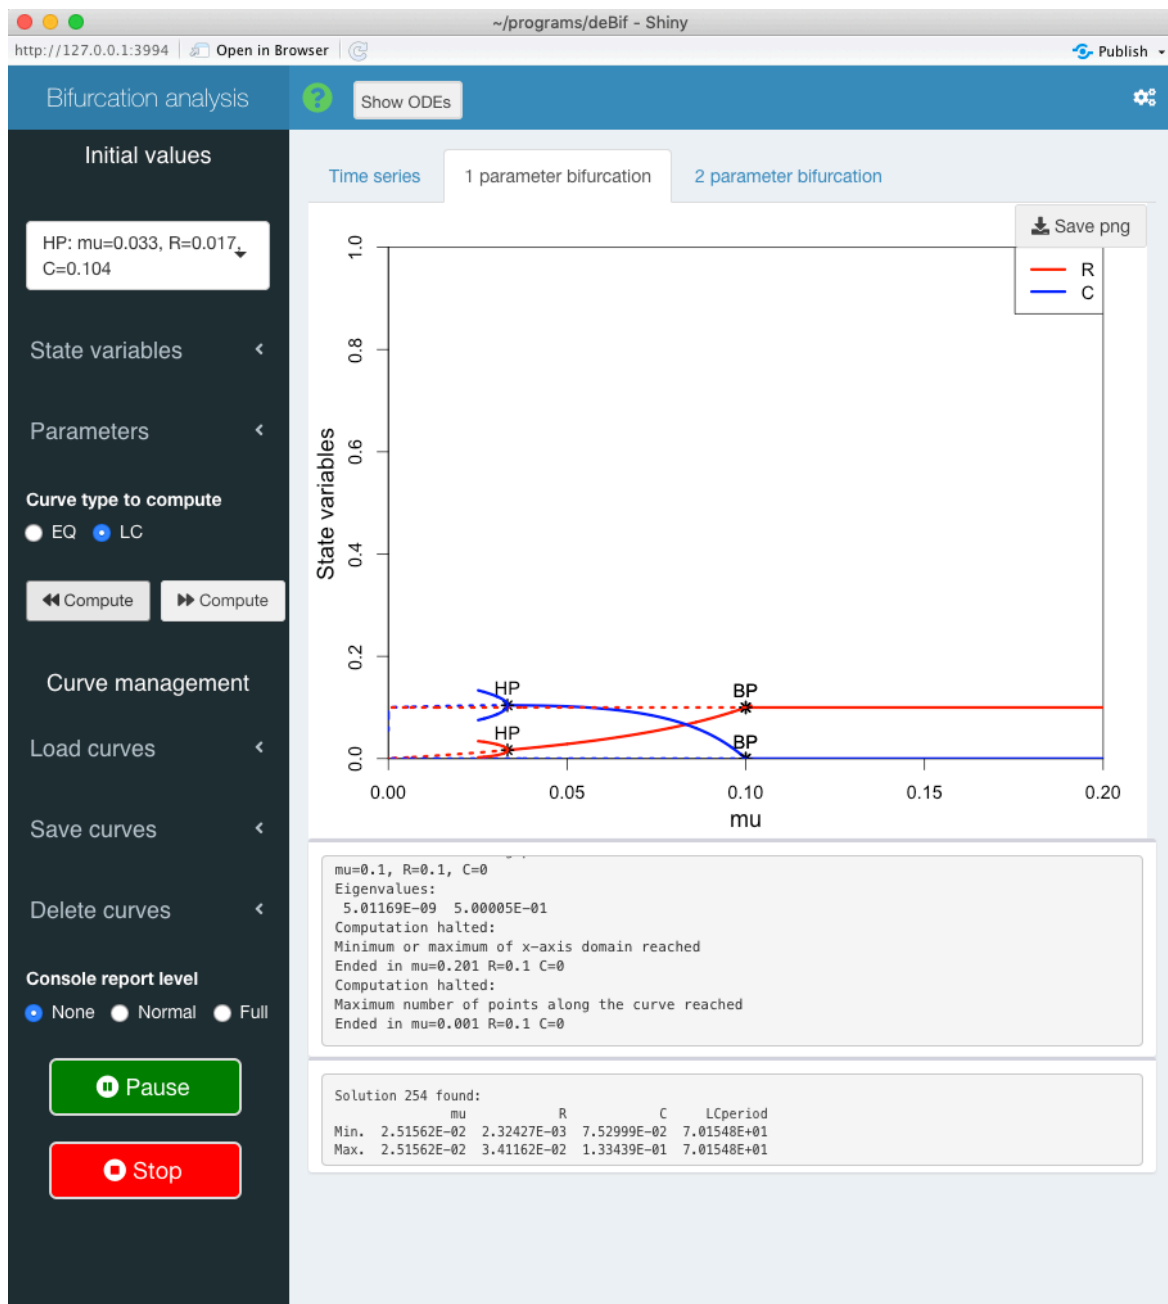 ~/programs/deBif - Shiny
http://127.0.0.1:3994 Open in Browser Publish
Bifurcation analysis
Show ODEs
Initial values
HP: mu=0.033, R=0.017,
C=0.104
State variables
Parameters
Curve type to compute
EQ LC
Compute Compute
Curve management
Load curves
Save curves
Delete curves
Console report level
None Normal Full
Pause
Stop
Time series 1 parameter bifurcation 2 parameter bifurcation
Save png
R
C
1.0
0.8
0.6
0.4
0.2
0.0
State variables
HP
BP
HP
BP
0.00 0.05 0.10 0.15 0.20
mu
mu=0.1, R=0.1, C=0
Eigenvalues:
5.01169E-09 5.00005E-01
Computation halted:
Minimum or maximum of x-axis domain reached
Ended in mu=0.201 R=0.1 C=0
Computation halted:
Maximum number of points along the curve reached
Ended in mu=0.001 R=0.1 C=0
Solution 254 found:
mu R C LCperiod
Min. 2.51562E-02 2.32427E-03 7.52999E-02 7.01548E+01
Max. 2.51562E-02 3.41162E-02 1.33439E-01 7.01548E+01